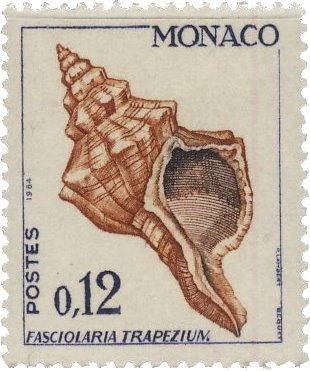 MONACO
1964
POSTES
0,12
FASCIOLARIA TRAPEZIUM.